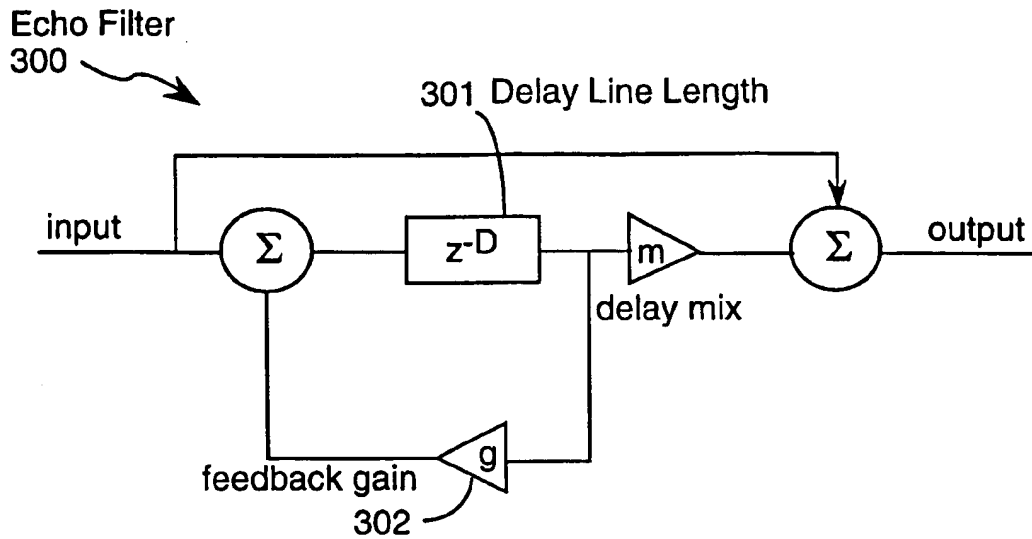 Echo Filter
300
301 Delay Line Length
input
Σ
z-D
m
Σ
output
delay mix
g
feedback gain
302